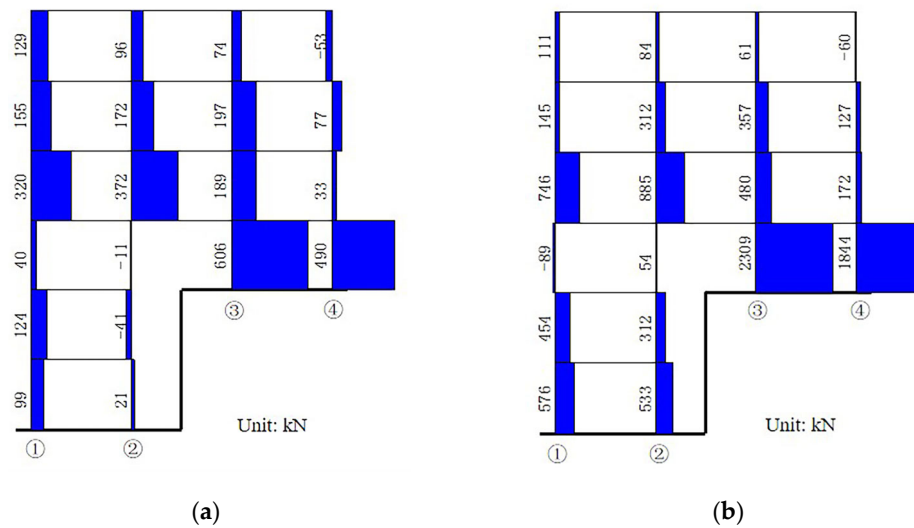 129 96 74 -53
155 172 197 77
320 372 189 33
40 -11 606 490
③ ④
124 -41
99 21
Unit: kN
① ②
(a)
111 84 61 -60
145 312 357 127
746 885 480 172
-89 54 2309 1844
③ ④
454 312
576 533
Unit: kN
① ②
(b)